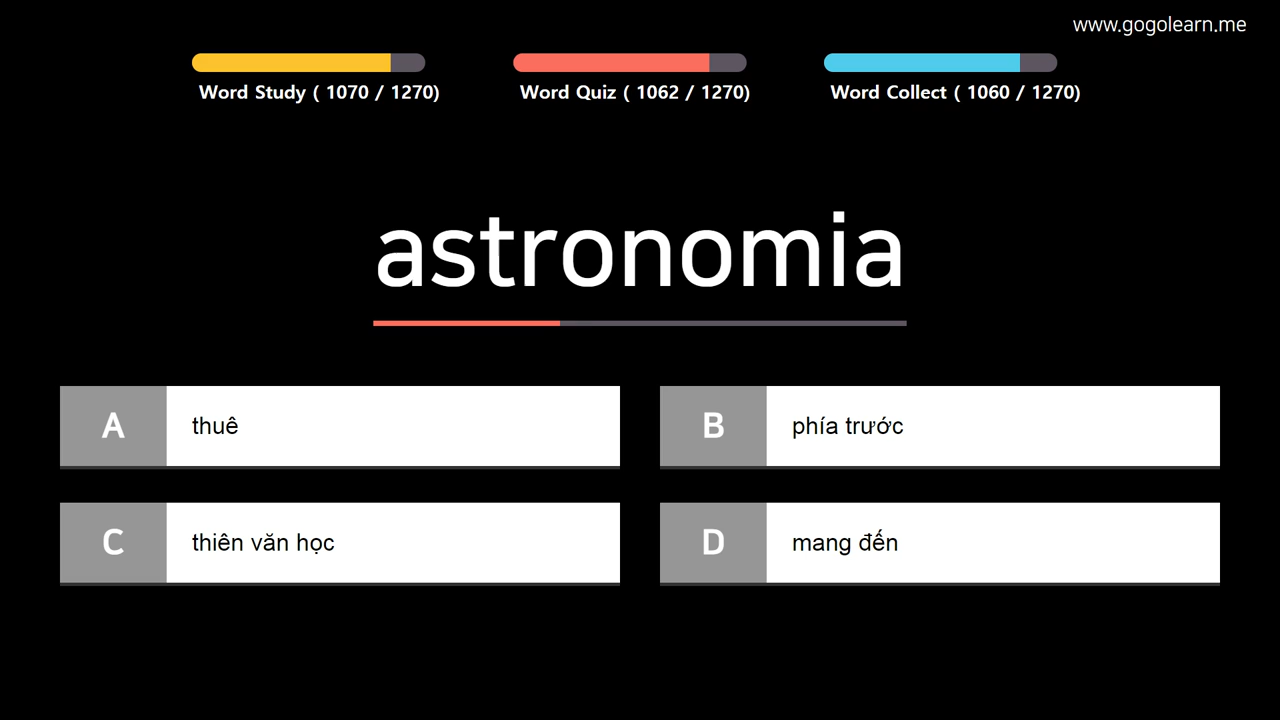 www.gogolearn.me
Word Study ( 1070 / 1270)
Word Quiz ( 1062 / 1270)
Word Collect ( 1060 / 1270)
astronomia
A
thuê
B
phía trước
C
thiên văn học
D
mang đến